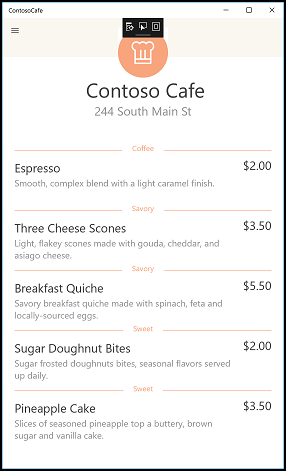 ContosoCafe
Contoso Cafe
244 South Main St
Coffee
Espresso $2.00
Smooth, complex blend with a light caramel finish.
Savory
Three Cheese Scones $3.50
Light, flakey scones made with gouda, cheddar, and
asiago cheese.
Savory
Breakfast Quiche $5.50
Savory breakfast quiche made with spinach, feta and
locally-sourced eggs.
Sweet
Sugar Doughnut Bites $2.00
Sugar frosted doughnuts bites, seasonal flavors served
up daily.
Sweet
Pineapple Cake $3.50
Slices of seasoned pineapple top a buttery, brown
sugar and vanilla cake.